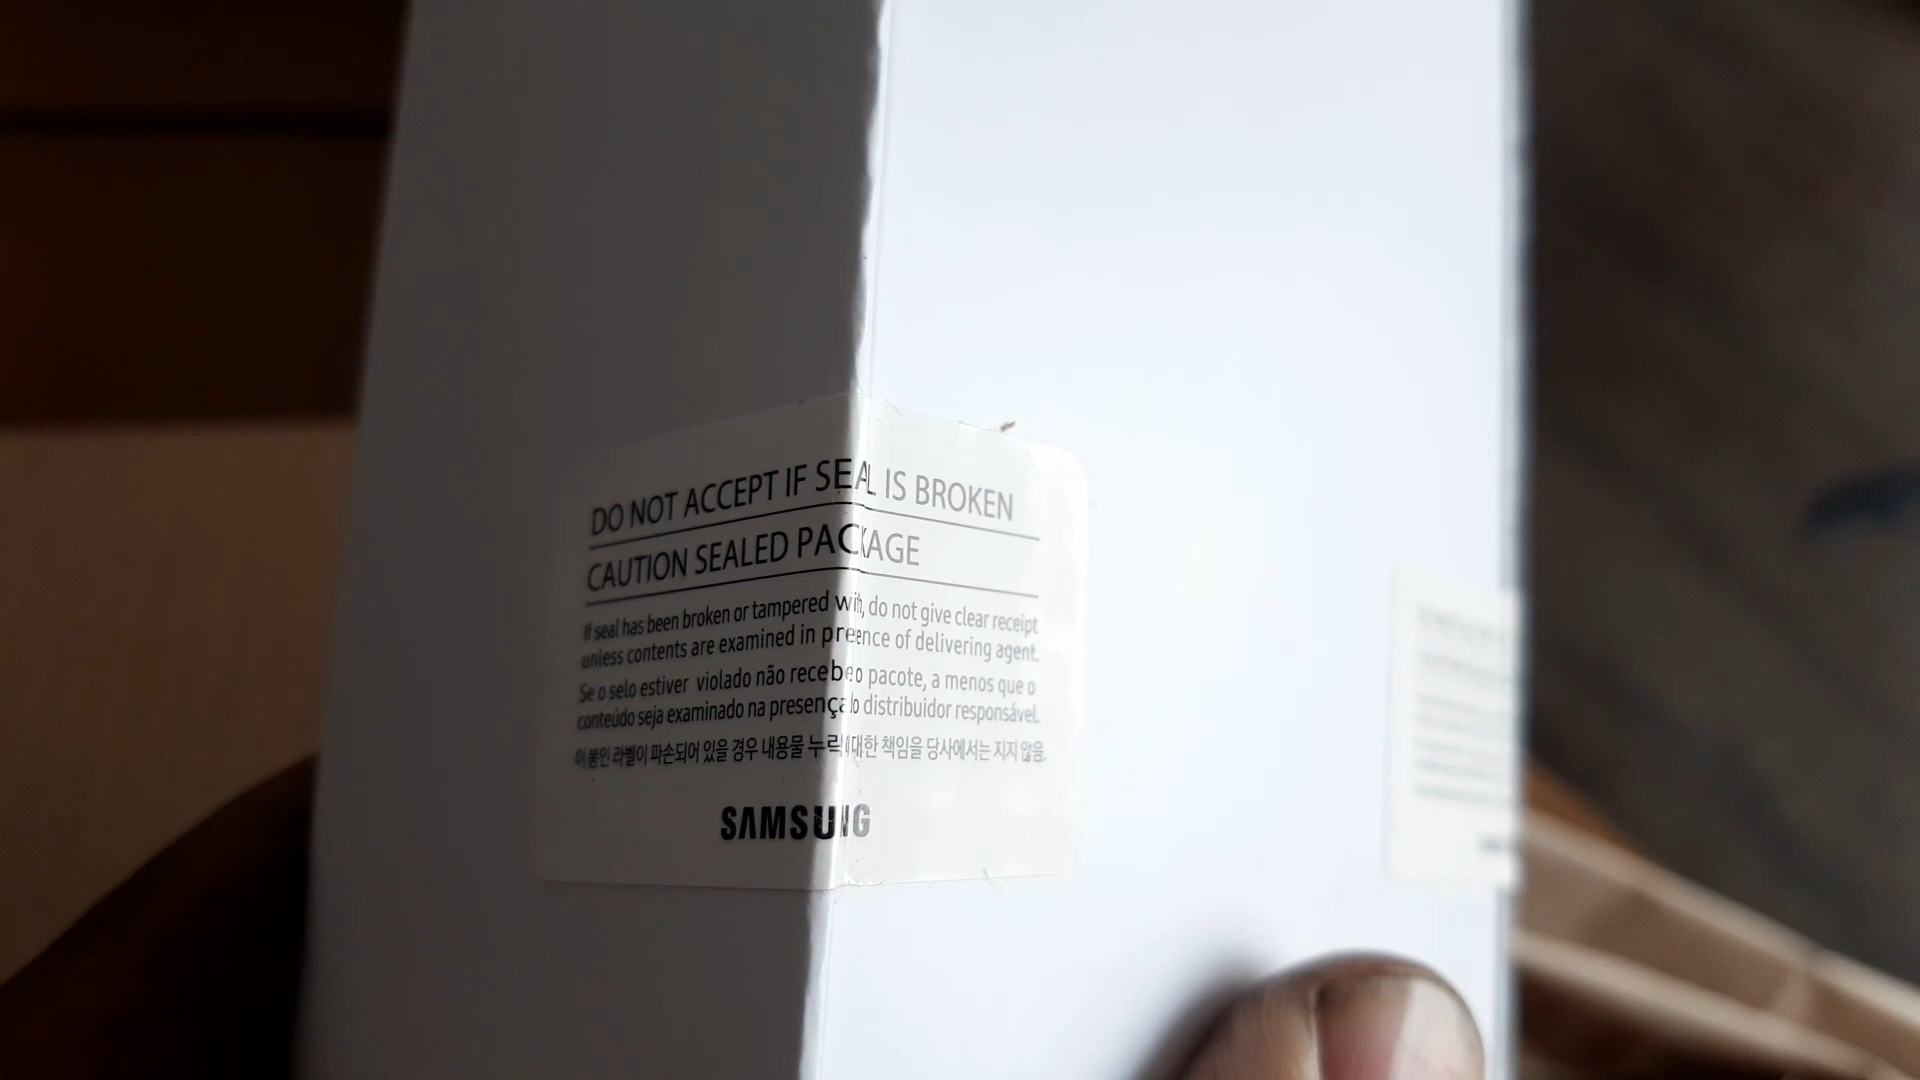 DO NOT ACCEPT IF SEAL IS BROKEN
CAUTION SEALED PACKAGE
If seal has been broken or tampered with, do not give clear receipt
unless contents are examined in presence of delivering agent.
Se o selo estiver violado não receba o pacote, a menos que o
conteúdo seja examinado na presença do distribuidor responsável.
이 봉인 라벨이 파손되어 있을 경우 내용물 누락에 대한 책임을 당사에서는 지지 않음.
SAMSUNG